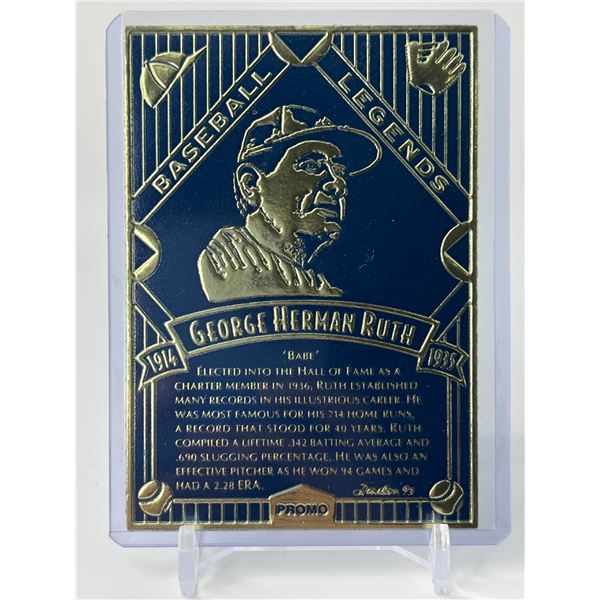 BASEBALL
LEGENDS
GEORGE HERMAN RUTH
1914
1935
'BABE'
ELECTED INTO THE HALL OF FAME AS A
CHARTER MEMBER IN 1936, RUTH ESTABLISHED
MANY RECORDS IN HIS ILLUSTRIOUS CAREER. HE
WAS MOST FAMOUS FOR HIS 714 HOME RUNS,
A RECORD THAT STOOD FOR 40 YEARS. RUTH
COMPILED A LIFETIME .342 BATTING AVERAGE AND
.690 SLUGGING PERCENTAGE. HE WAS ALSO AN
EFFECTIVE PITCHER AS HE WON 94 GAMES AND
HAD A 2.28 ERA.
PROMO